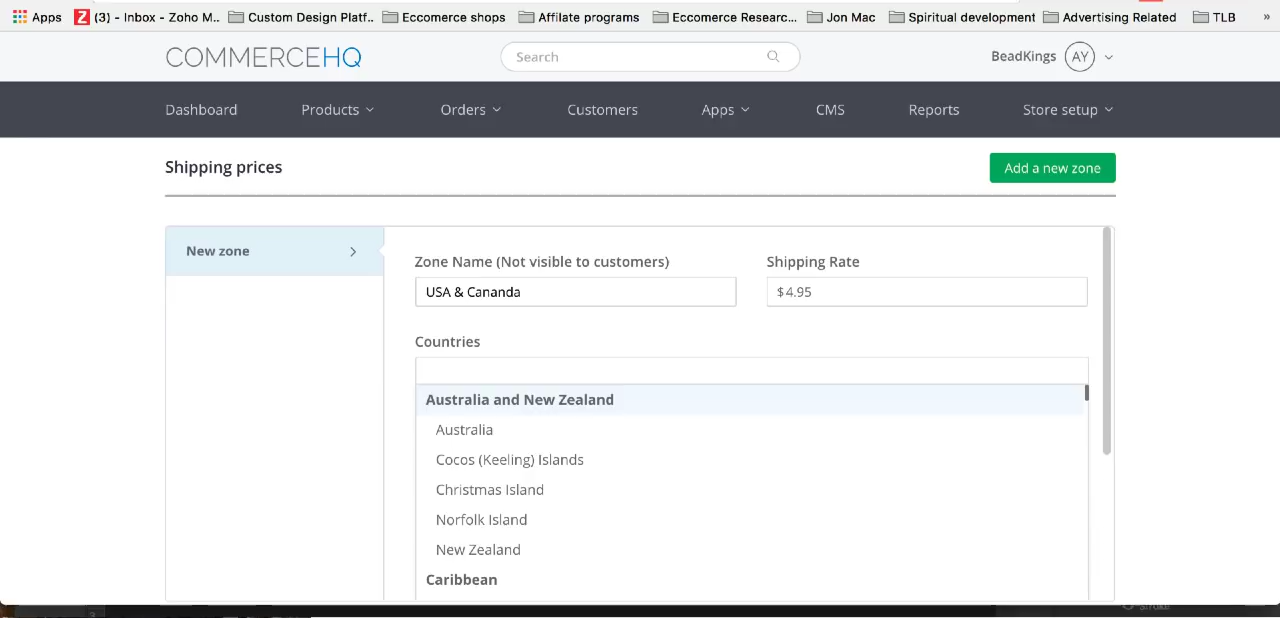 Apps (3) - Inbox - Zoho M.. Custom Design Platf.. Eccomerce shops Affilate programs Eccomerce Researc... Jon Mac Spiritual development Advertising Related TLB »
COMMERCEHQ Search BeadKings AY
Dashboard Products Orders Customers Apps CMS Reports Store setup
Shipping prices Add a new zone
New zone
Zone Name (Not visible to customers) Shipping Rate
USA & Cananda $4.95
Countries
Australia and New Zealand
Australia
Cocos (Keeling) Islands
Christmas Island
Norfolk Island
New Zealand
Caribbean
3 Stroke